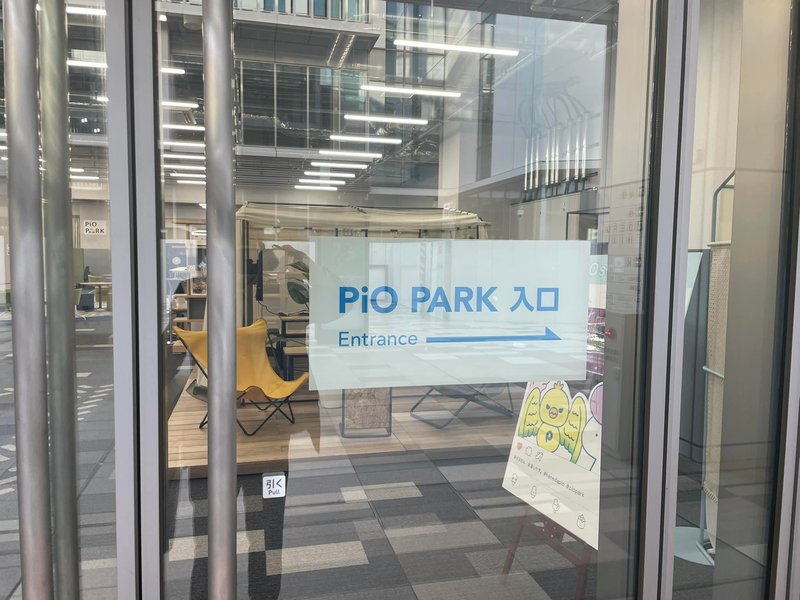 PiO
PARK
PiO PARK 入口
Entrance
引く
Pull